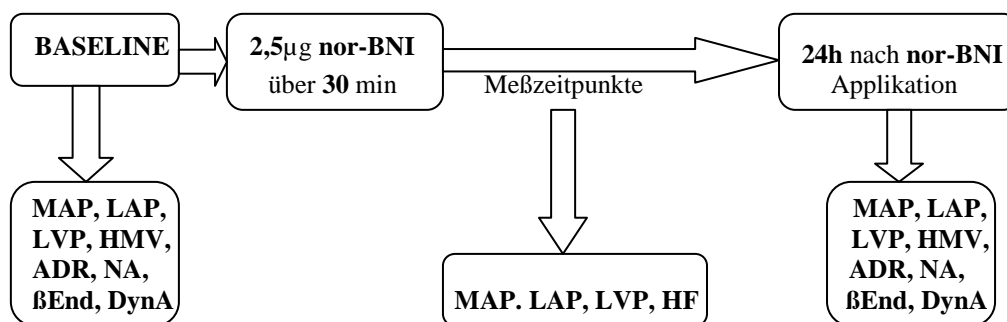 BASELINE
2,5µg nor-BNI
über 30 min
Meßzeitpunkte
24h nach nor-BNI
Applikation
MAP, LAP,
LVP, HMV,
ADR, NA,
ßEnd, DynA
MAP. LAP, LVP, HF
MAP, LAP,
LVP, HMV,
ADR, NA,
ßEnd, DynA